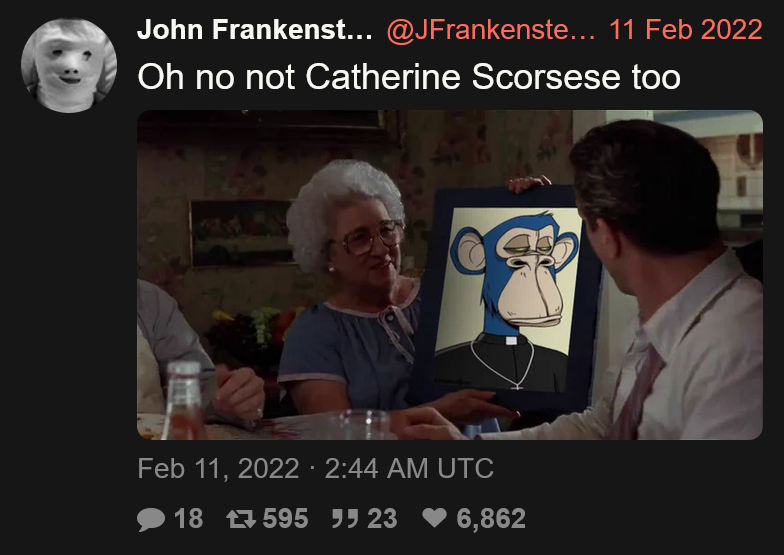 John Frankenst... @JFrankenste... 11 Feb 2022
Oh no not Catherine Scorsese too
Feb 11, 2022 · 2:44 AM UTC
18 595 23 6,862